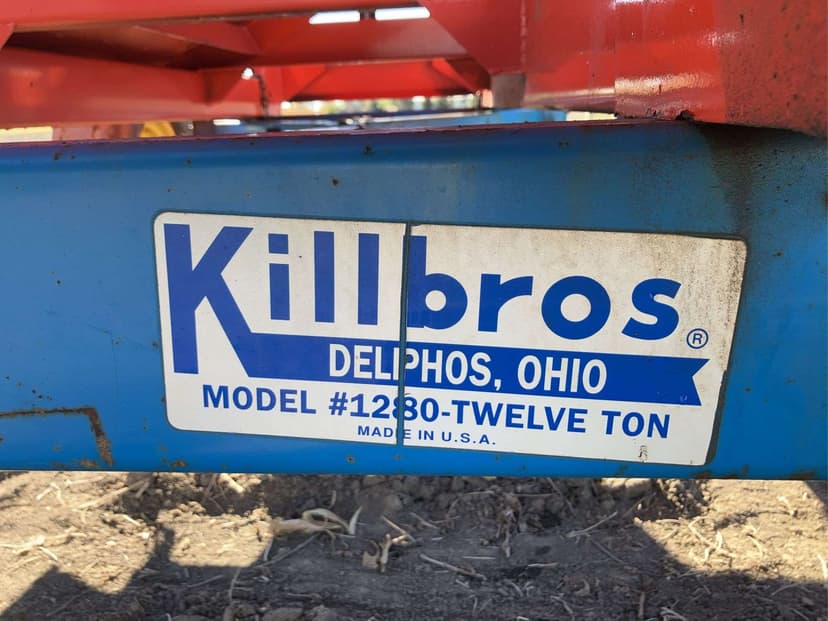 Killbros®
DELPHOS, OHIO
MODEL #1280-TWELVE TON
MADE IN U.S.A.